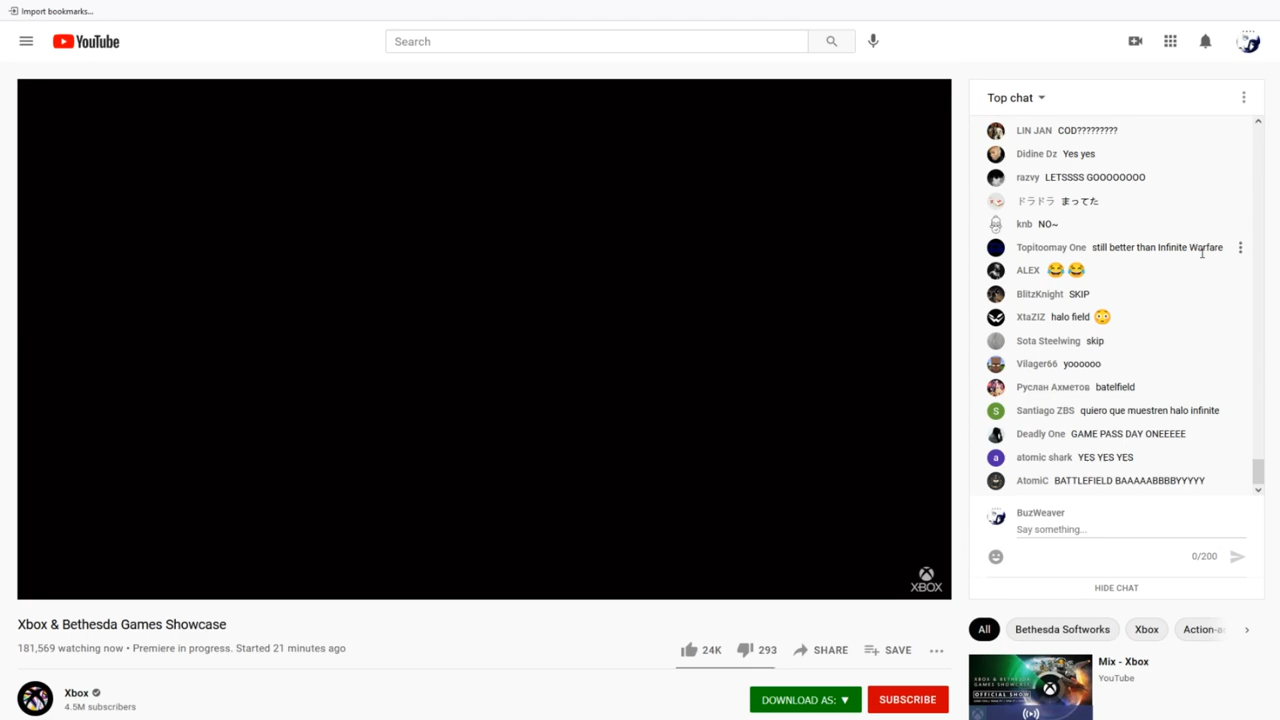 Import bookmarks...
YouTube
Search
Top chat
LIN JAN COD?????????
Didine Dz Yes yes
razvy LETSSSS GOOOOOOOO
ドラドラ まってた
knb NO~
Topitoomay One still better than Infinite Warfare
ALEX 😂 😂
BlitzKnight SKIP
XtaZIZ halo field 😳
Sota Steelwing skip
Vilager66 yoooooo
Руслан Ахметов batelfield
S
Santiago ZBS quiero que muestren halo infinite
Deadly One GAME PASS DAY ONEEEEE
a
atomic shark YES YES YES
AtomiC BATTLEFIELD BAAAAABBBBYYYYY
BuzWeaver
Say something...
0/200
HIDE CHAT
XBOX
Xbox & Bethesda Games Showcase
181,569 watching now • Premiere in progress. Started 21 minutes ago
24K
293
SHARE
SAVE
Xbox
4.5M subscribers
DOWNLOAD AS: ▼
SUBSCRIBE
All
Bethesda Softworks
Xbox
Action-a
XBOX & BETHESDA
GAMES SHOWCASE
OFFICIAL SHOW
Mix - Xbox
YouTube